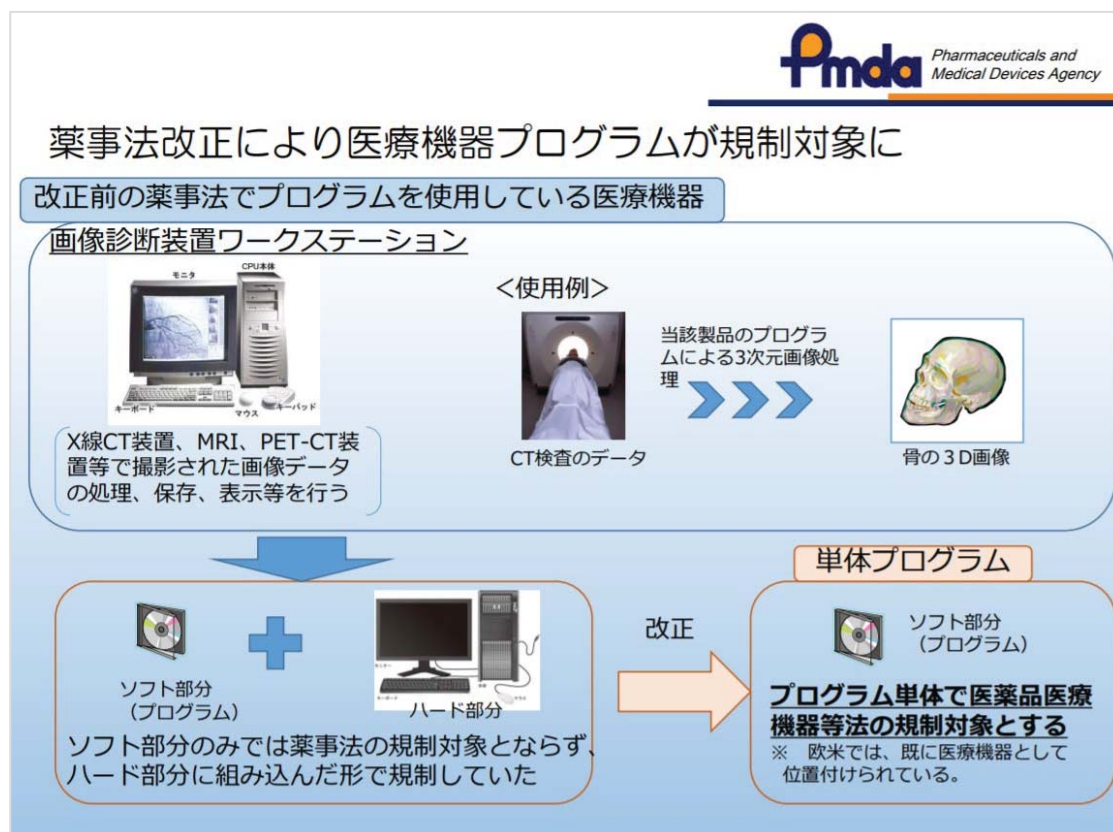 Pmda
Pharmaceuticals and
Medical Devices Agency
薬事法改正により医療機器プログラムが規制対象に
改正前の薬事法でプログラムを使用している医療機器
画像診断装置ワークステーション
モニタ
CPU本体
キーボード
マウス
キーパッド
X線CT装置、MRI、PET-CT装
置等で撮影された画像データ
の処理、保存、表示等を行う
<使用例>
CT検査のデータ
当該製品のプログラ
ムによる3次元画像処
理
骨の3D画像
ソフト部分
(プログラム)
キーボード
ハード部分
ソフト部分のみでは薬事法の規制対象とならず、
ハード部分に組み込んだ形で規制していた
改正
単体プログラム
ソフト部分
(プログラム)
プログラム単体で医薬品医療
機器等法の規制対象とする
※ 欧米では、既に医療機器として
位置付けられている。